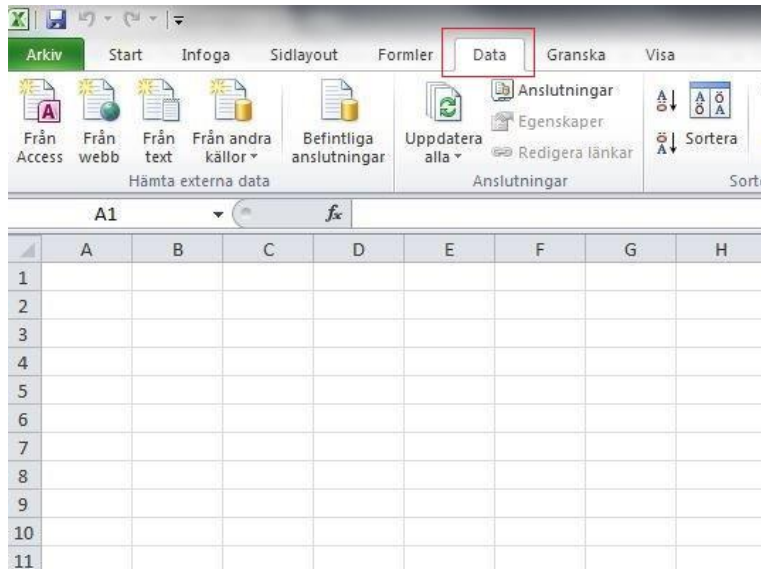 Arkiv Start Infoga Sidlayout Formler Data Granska Visa
Från Access
Från webb
Från text
Från andra källor
Befintliga anslutningar
Hämta externa data
Uppdatera alla
Anslutningar
Egenskaper
Redigera länkar
Anslutningar
A Ö
A Ö
Ö A
Ö A
Sortera
Sort
A1 fx
A B C D E F G H
1
2
3
4
5
6
7
8
9
10
11